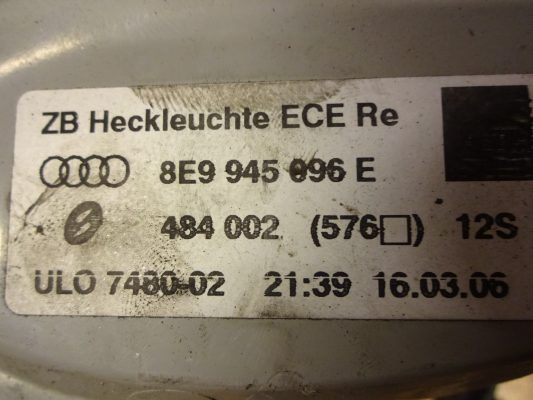 ZB Heckleuchte ECE Re
8E9 945 096 E
484 002 (576□) 12S
ULO 7480-02 21:39 16.03.06